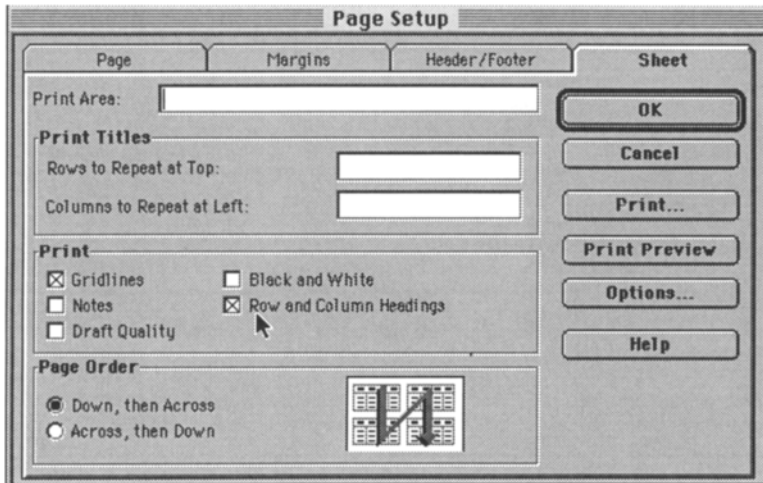 Page Setup
Page Margins Header/Footer Sheet
Print Area:
OK
Print Titles
Rows to Repeat at Top:
Cancel
Columns to Repeat at Left:
Print...
Print
Print Preview
Gridlines Black and White
Notes Row and Column Headings
Options...
Draft Quality
Help
Page Order
Down, then Across
Across, then Down